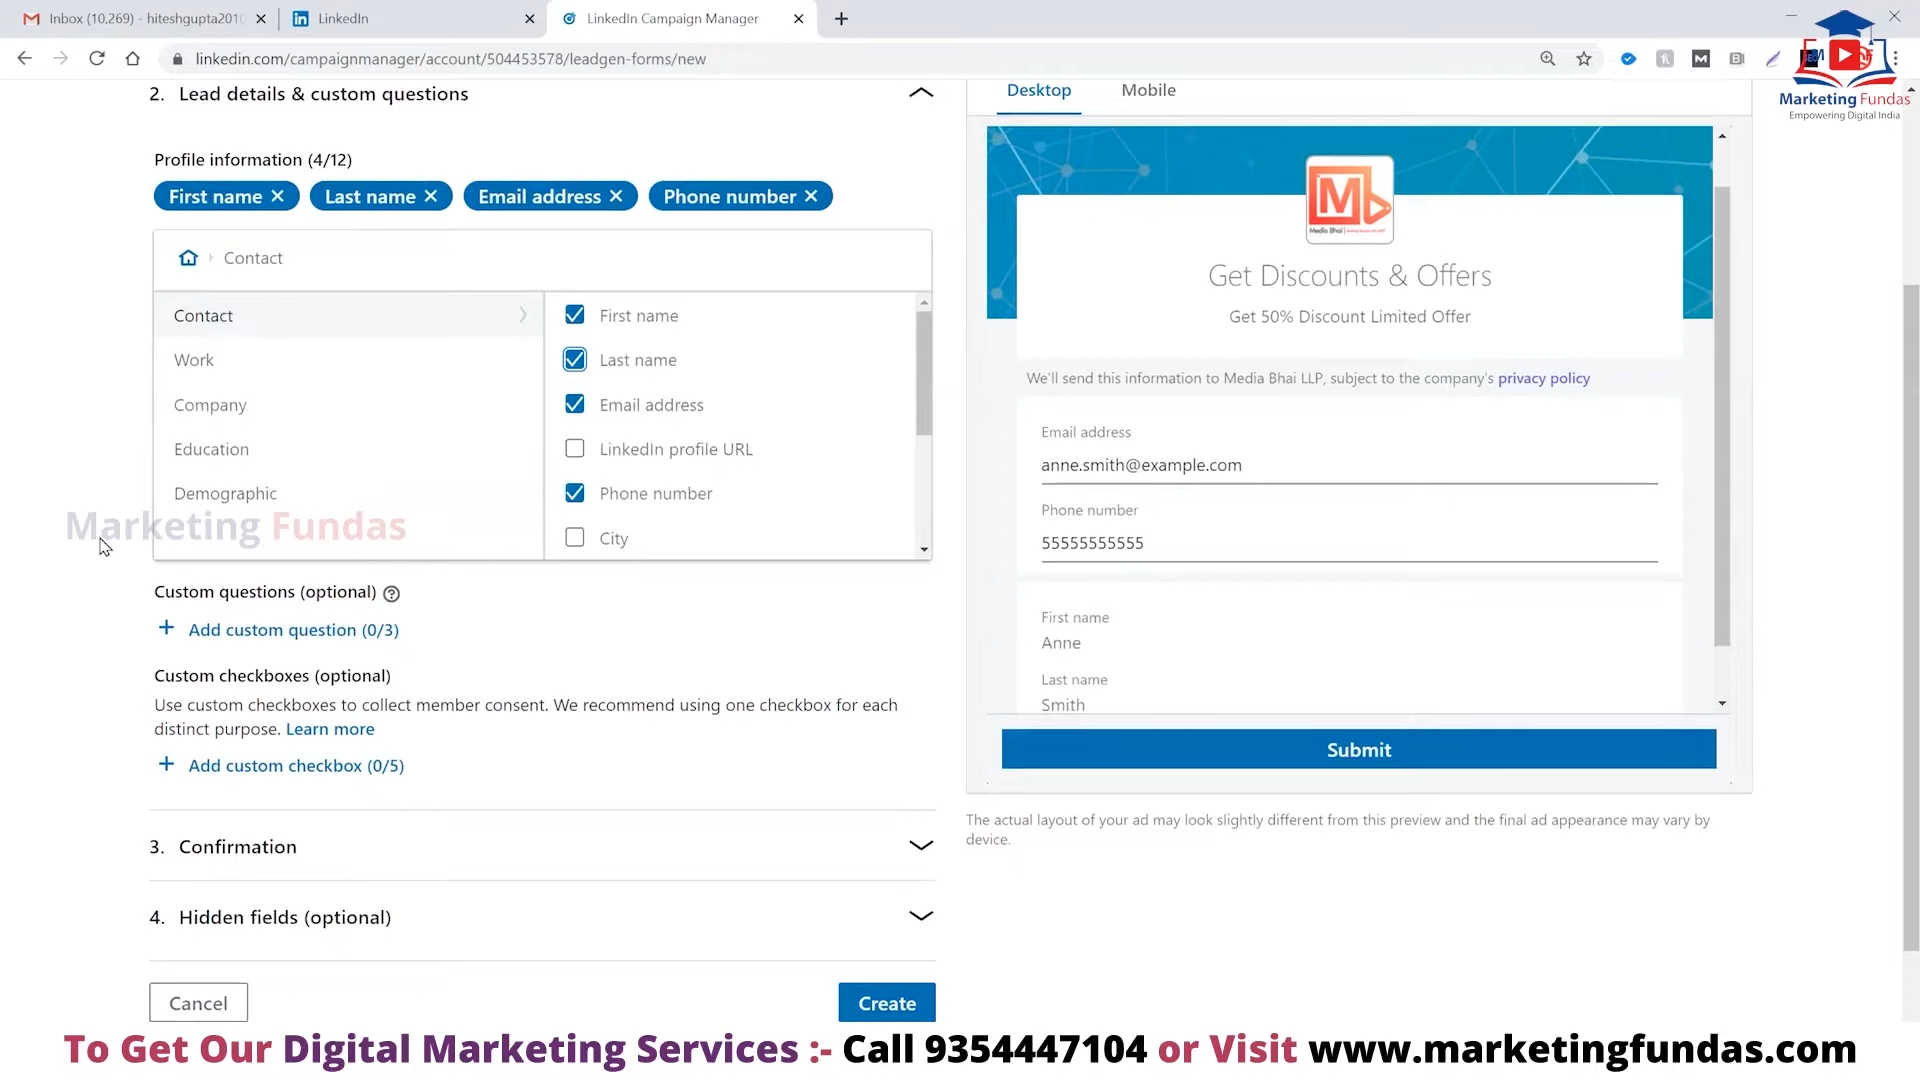 Inbox (10,269) - hiteshgupta201
LinkedIn
LinkedIn Campaign Manager
linkedin.com/campaignmanager/account/504453578/leadgen-forms/new
Marketing Fundas
Empowering Digital India
2. Lead details & custom questions
Profile information (4/12)
First name
Last name
Email address
Phone number
Contact
Contact
Work
Company
Education
Demographic
First name
Last name
Email address
LinkedIn profile URL
Phone number
City
Marketing Fundas
Custom questions (optional)
+ Add custom question (0/3)
Custom checkboxes (optional)
Use custom checkboxes to collect member consent. We recommend using one checkbox for each
distinct purpose. Learn more
+ Add custom checkbox (0/5)
3. Confirmation
4. Hidden fields (optional)
Cancel
Create
Desktop
Mobile
M
Media Bhai
Get Discounts & Offers
Get 50% Discount Limited Offer
We'll send this information to Media Bhai LLP, subject to the company's privacy policy
Email address
anne.smith@example.com
Phone number
55555555555
First name
Anne
Last name
Smith
Submit
The actual layout of your ad may look slightly different from this preview and the final ad appearance may vary by
device.
To Get Our Digital Marketing Services :- Call 9354447104 or Visit www.marketingfundas.com